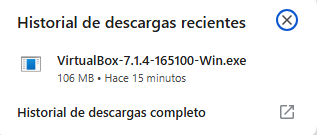 Historial de descargas recientes
VirtualBox-7.1.4-165100-Win.exe
106 MB • Hace 15 minutos
Historial de descargas completo